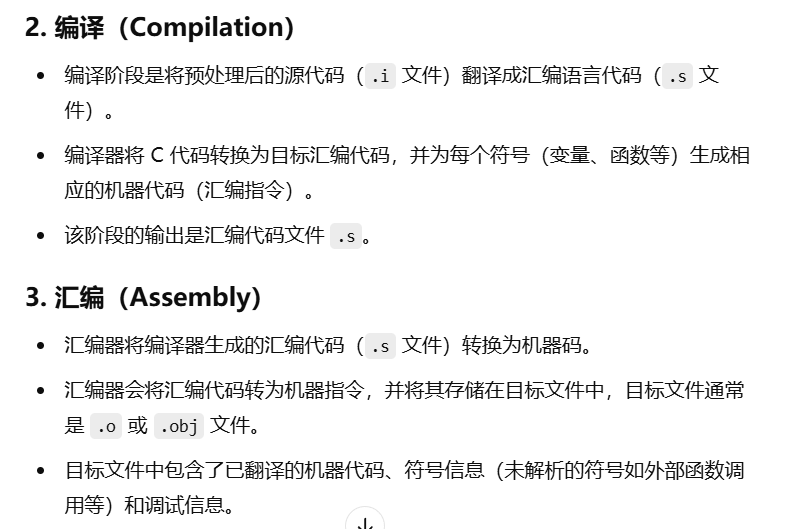 2. 编译（Compilation）
• 编译阶段是将预处理后的源代码（.i 文件）翻译成汇编语言代码（.s 文
件）。
• 编译器将 C 代码转换为目标汇编代码，并为每个符号（变量、函数等）生成相
应的机器代码（汇编指令）。
• 该阶段的输出是汇编代码文件 .s。
3. 汇编（Assembly）
• 汇编器将编译器生成的汇编代码（.s 文件）转换为机器码。
• 汇编器会将汇编代码转为机器指令，并将其存储在目标文件中，目标文件通常
是 .o 或 .obj 文件。
• 目标文件中包含了已翻译的机器代码、符号信息（未解析的符号如外部函数调
用等）和调试信息。